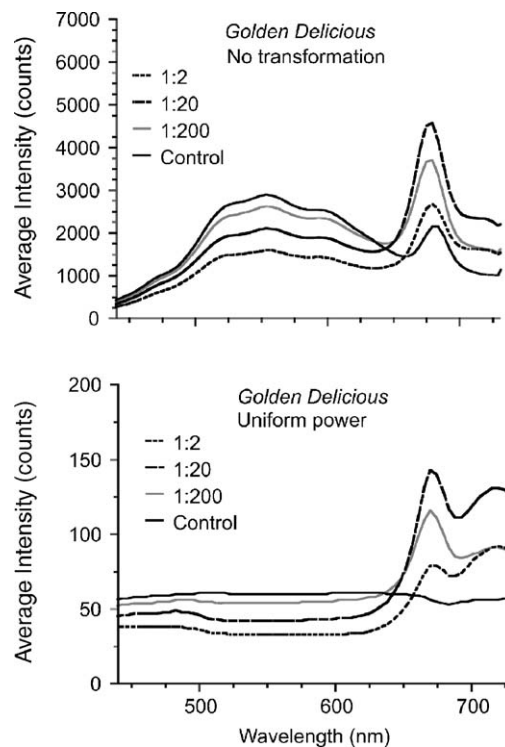 Golden Delicious
No transformation
1:2
1:20
1:200
Control
Average Intensity (counts)
7000
6000
5000
4000
3000
2000
1000
0
Golden Delicious
Uniform power
1:2
1:20
1:200
Control
Average Intensity (counts)
200
150
100
50
0
500
600
700
Wavelength (nm)